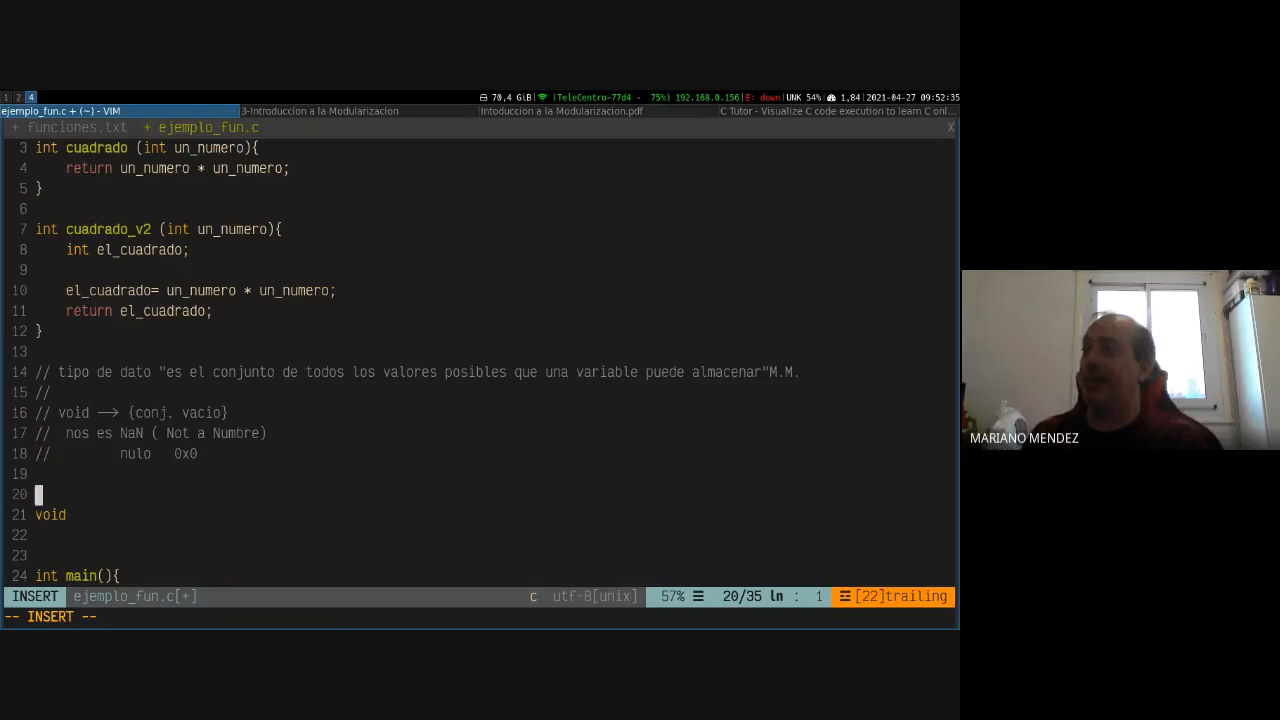 1 2 4 70,4 GiB (TeleCentro-77d4 - 75%) 192.168.0.156 E: down UNK 54% 1,84 2021-04-27 09:52:35
ejemplo_fun.c + (~) - VIM 3-Introduccion a la Modularizacion Intoduccion a la Modularizacion.pdf C Tutor - Visualize C code execution to learn C onl...
+ funciones.txt + ejemplo_fun.c X
3 int cuadrado (int un_numero){
4 return un_numero * un_numero;
5 }
6
7 int cuadrado_v2 (int un_numero){
8 int el_cuadrado;
9
10 el_cuadrado= un_numero * un_numero;
11 return el_cuadrado;
12 }
13
14 // tipo de dato "es el conjunto de todos los valores posibles que una variable puede almacenar"M.M.
15 //
16 // void --> {conj. vacio}
17 // nos es NaN ( Not a Numbre)
18 // nulo 0x0
19
20
21 void
22
23
24 int main(){
INSERT ejemplo_fun.c[+] c utf-8[unix] 57% ☰ 20/35 ln : 1 [22]trailing
-- INSERT --
MARIANO MENDEZ